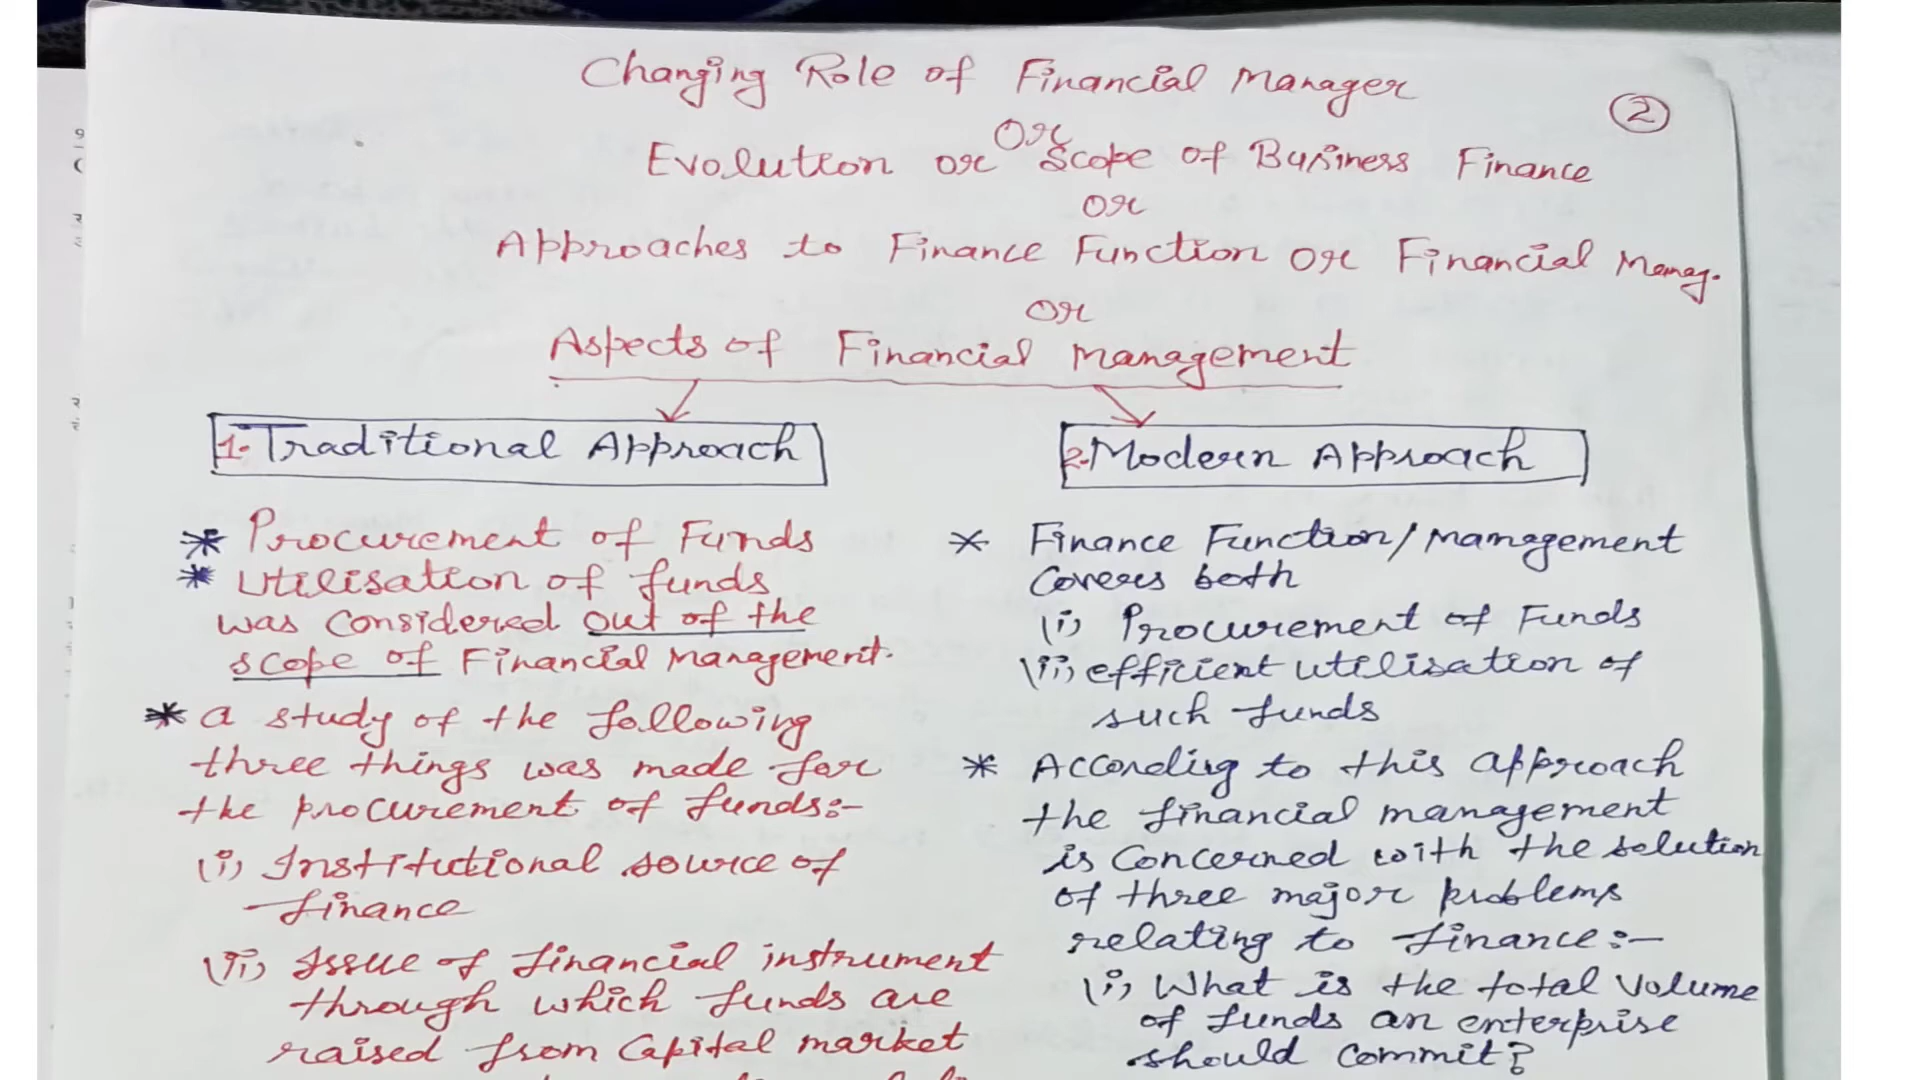 Changing Role of Financial Manager
2
or
Evolution or scope of Business Finance
or
Approaches to Finance Function or Financial Manag.
or
Aspects of Financial management
1. Traditional Approach
* Procurement of Funds
* Utilisation of funds
was considered out of the
scope of Financial management.
* a study of the following
three things was made for
the procurement of funds:-
(i) Institutional source of
finance
(ii) Issue of financial instrument
through which funds are
raised from Capital market
2. Modern Approach
* Finance Function/management
covers both
(i) Procurement of Funds
(ii) efficient utilisation of
such funds
* According to this approach
the financial management
is concerned with the solution
of three major problems
relating to finance:-
(i) What is the total volume
of funds an enterprise
should commit?